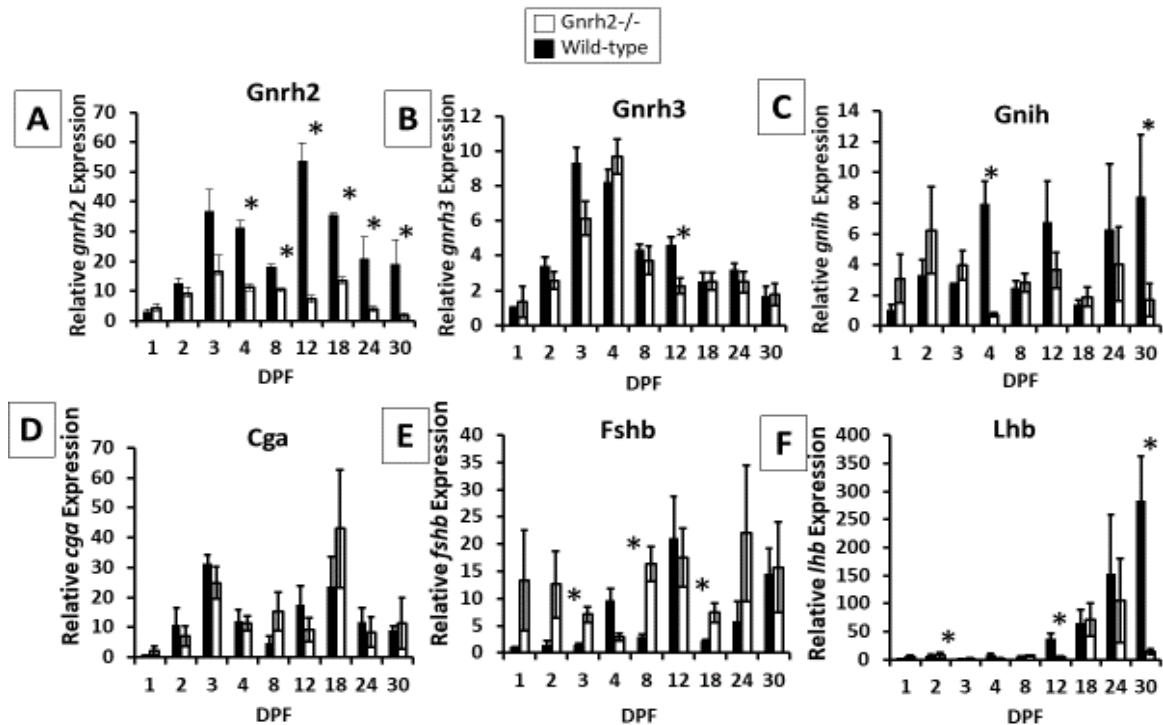 Gnrh2-/-
Wild-type
A
Gnrh2
Relative gnrh2 Expression
70
60
50
40
30
20
10
0
*
*
*
*
*
*
1 2 3 4 8 12 18 24 30
DPF
B
Gnrh3
Relative gnrh3 Expression
12
10
8
6
4
2
0
*
1 2 3 4 8 12 18 24 30
DPF
C
Gnih
Relative gnih Expression
14
12
10
8
6
4
2
0
*
*
1 2 3 4 8 12 18 24 30
DPF
D
Cga
Relative cga Expression
70
60
50
40
30
20
10
0
1 2 3 4 8 12 18 24 30
DPF
E
Fshb
Relative fshb Expression
40
35
30
25
20
15
10
5
0
*
*
*
1 2 3 4 8 12 18 24 30
DPF
F
Lhb
Relative lhb Expression
400
350
300
250
200
150
100
50
0
*
*
*
1 2 3 4 8 12 18 24 30
DPF